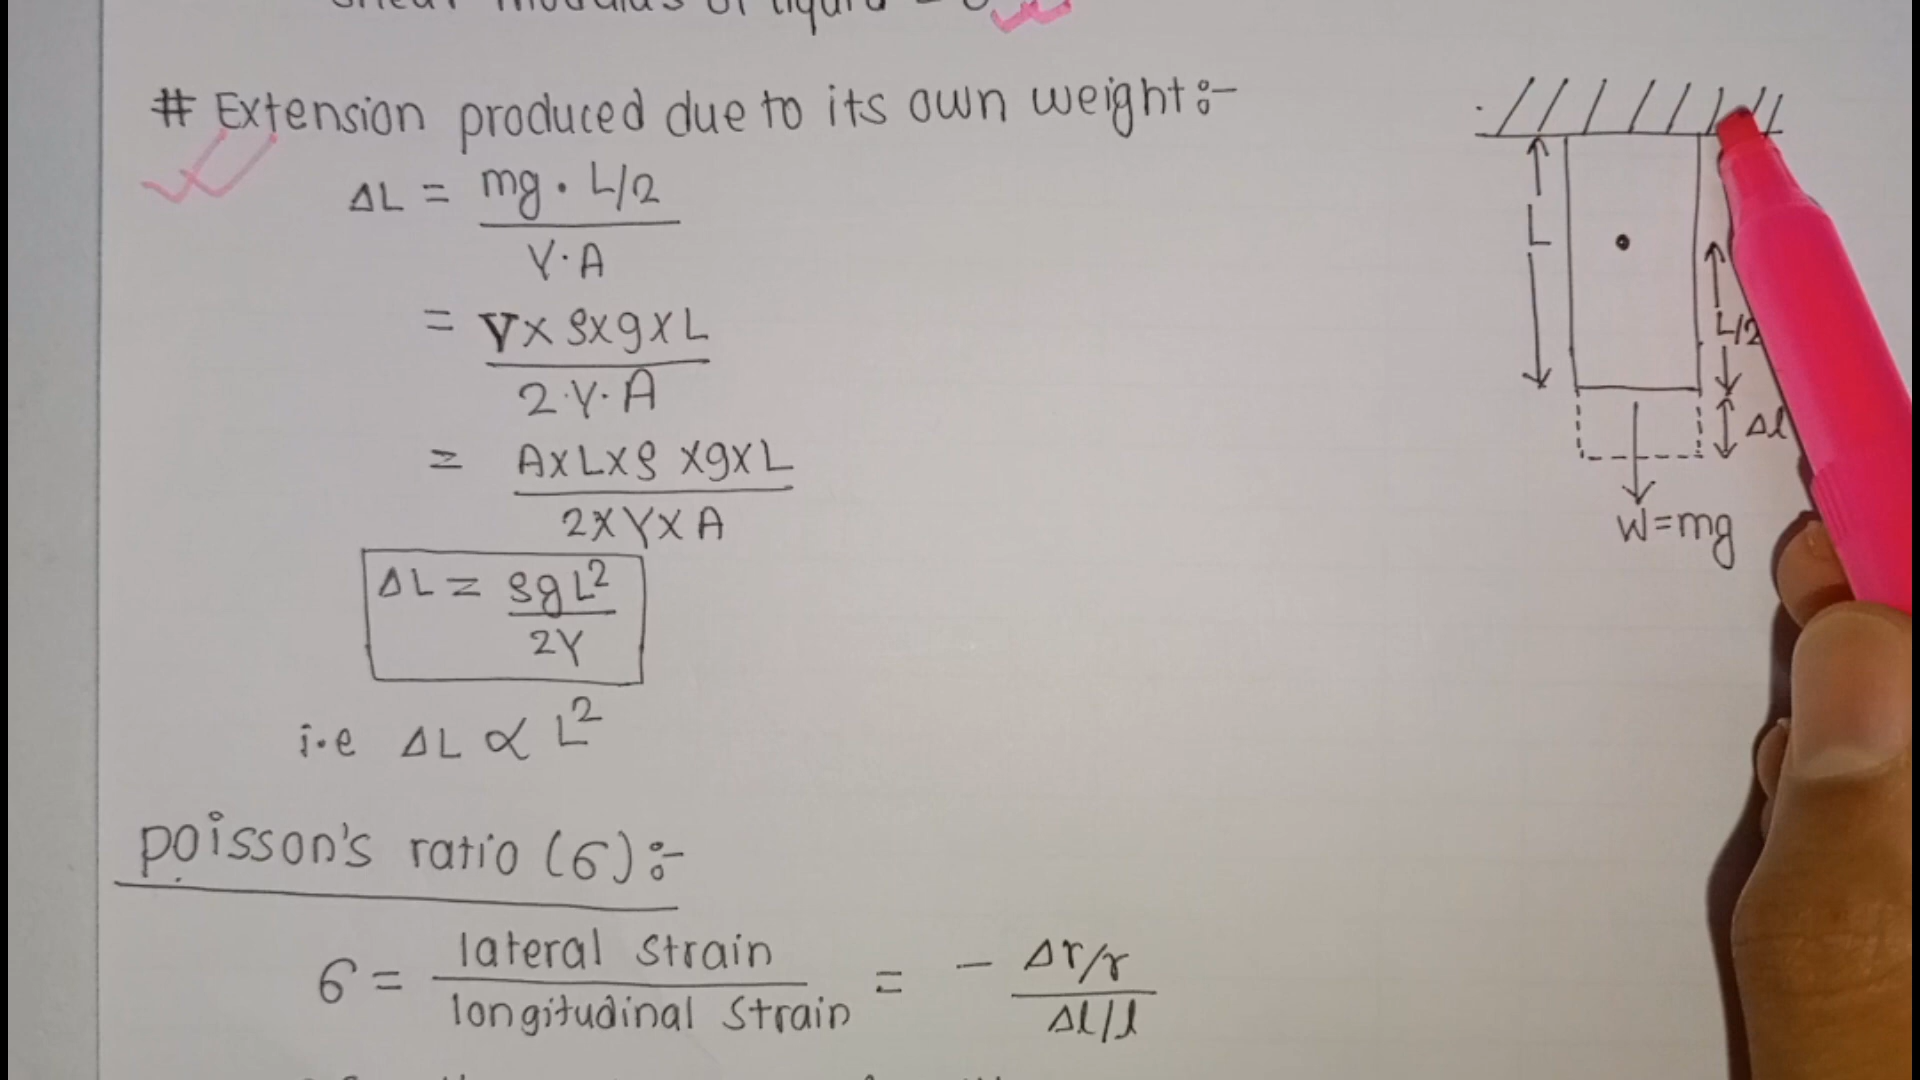 # Extension produced due to its own weight :-
ΔL = mg · L/2
Y · A
= V × ρ × g × L
2 · Y · A
= A × L × ρ × g × L
2 × Y × A
ΔL = ρgL²
2Y
i.e ΔL ∝ L²
L
L/2
Δl
W = mg
Poisson's ratio (σ) :-
σ = lateral strain = - Δr/r
longitudinal strain Δl/l